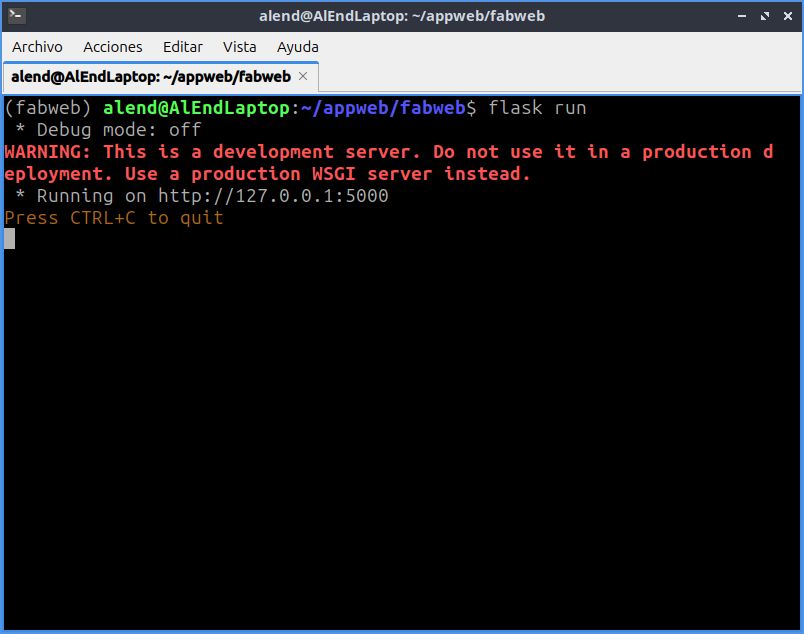 alend@AlEndLaptop: ~/appweb/fabweb
Archivo Acciones Editar Vista Ayuda
alend@AlEndLaptop: ~/appweb/fabweb ×
(fabweb) alend@AlEndLaptop:~/appweb/fabweb$ flask run
 * Debug mode: off
WARNING: This is a development server. Do not use it in a production d
eployment. Use a production WSGI server instead.
 * Running on http://127.0.0.1:5000
Press CTRL+C to quit